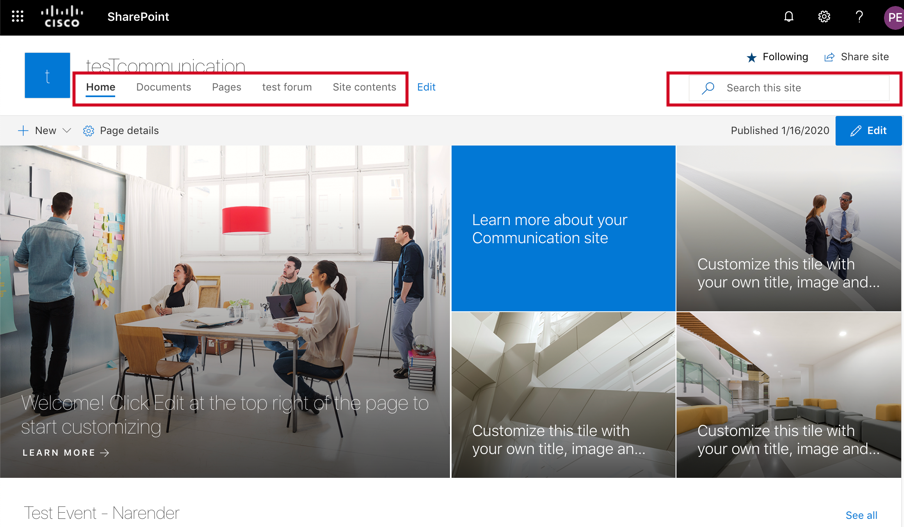 CISCO SharePoint ? PE
t tesTcommunication Following Share site
Home Documents Pages test forum Site contents Edit Search this site
New Page details Published 1/16/2020 Edit
Learn more about your
Communication site
Customize this tile with
your own title, image and...
Welcome! Click Edit at the top right of the page to
start customizing
LEARN MORE →
Customize this tile with
your own title, image an...
Customize this tile with
your own title, image and...
Test Event - Narender See all